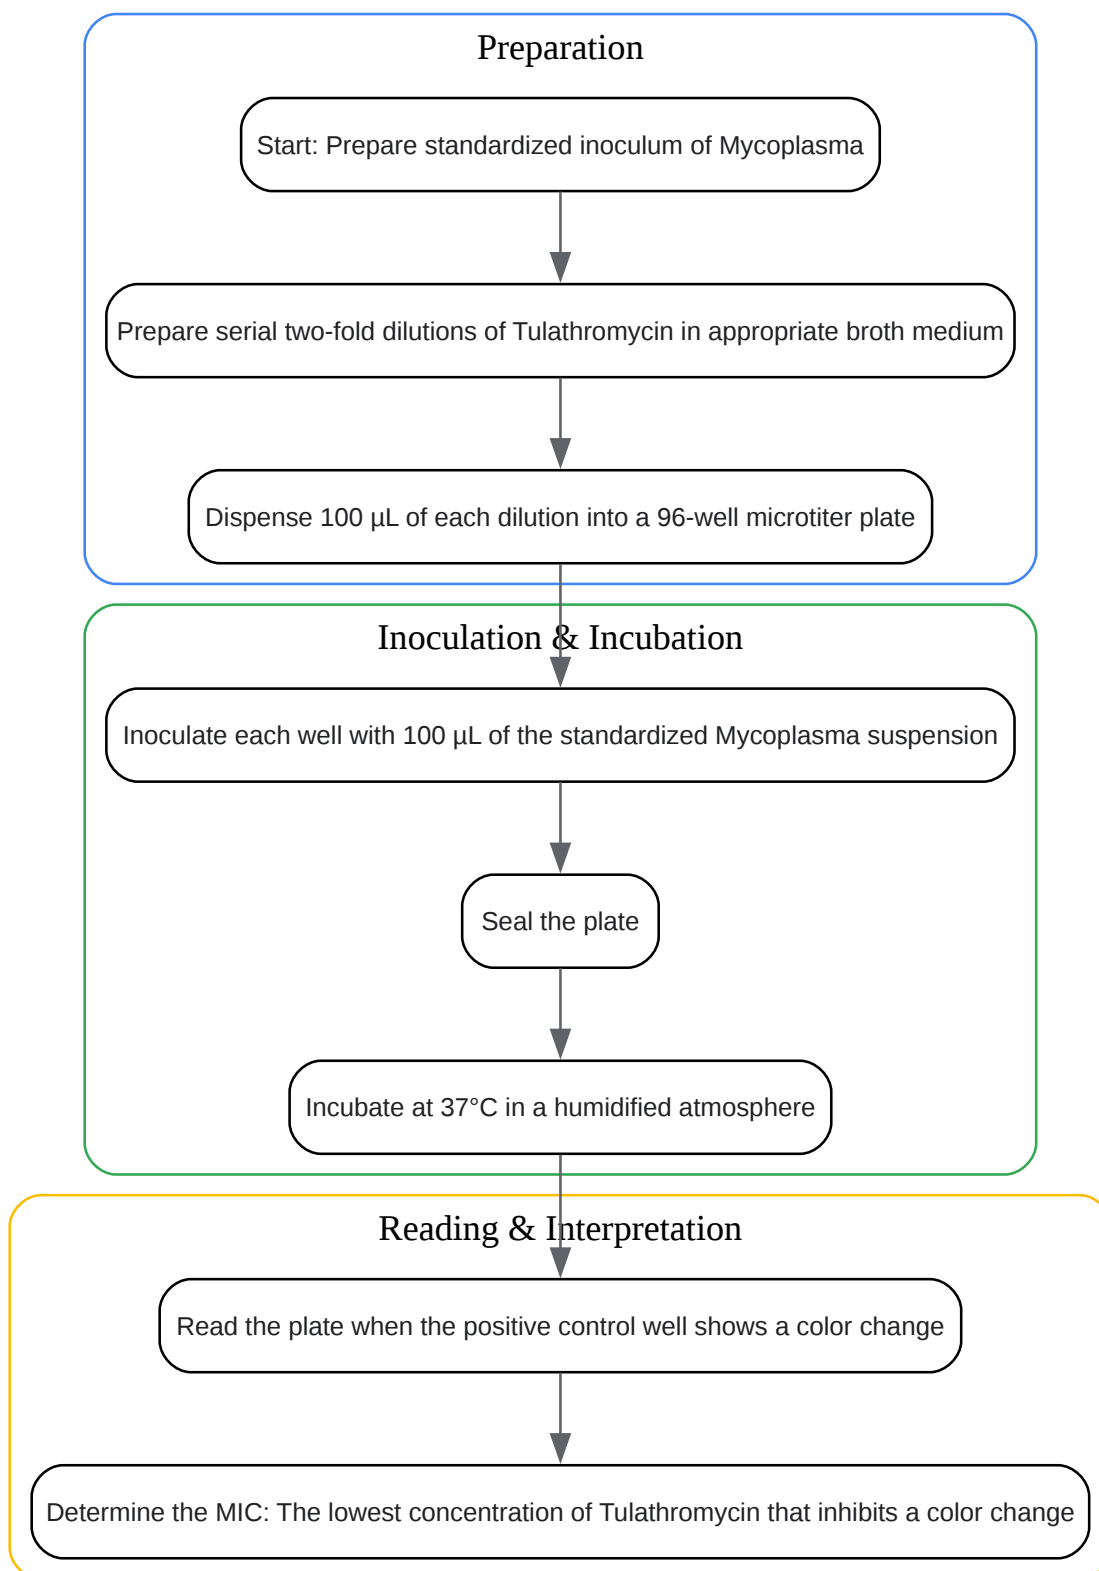 Preparation
Start: Prepare standardized inoculum of Mycoplasma
Prepare serial two-fold dilutions of Tulathromycin in appropriate broth medium
Dispense 100 µL of each dilution into a 96-well microtiter plate
Inoculation & Incubation
Inoculate each well with 100 µL of the standardized Mycoplasma suspension
Seal the plate
Incubate at 37°C in a humidified atmosphere
Reading & Interpretation
Read the plate when the positive control well shows a color change
Determine the MIC: The lowest concentration of Tulathromycin that inhibits a color change